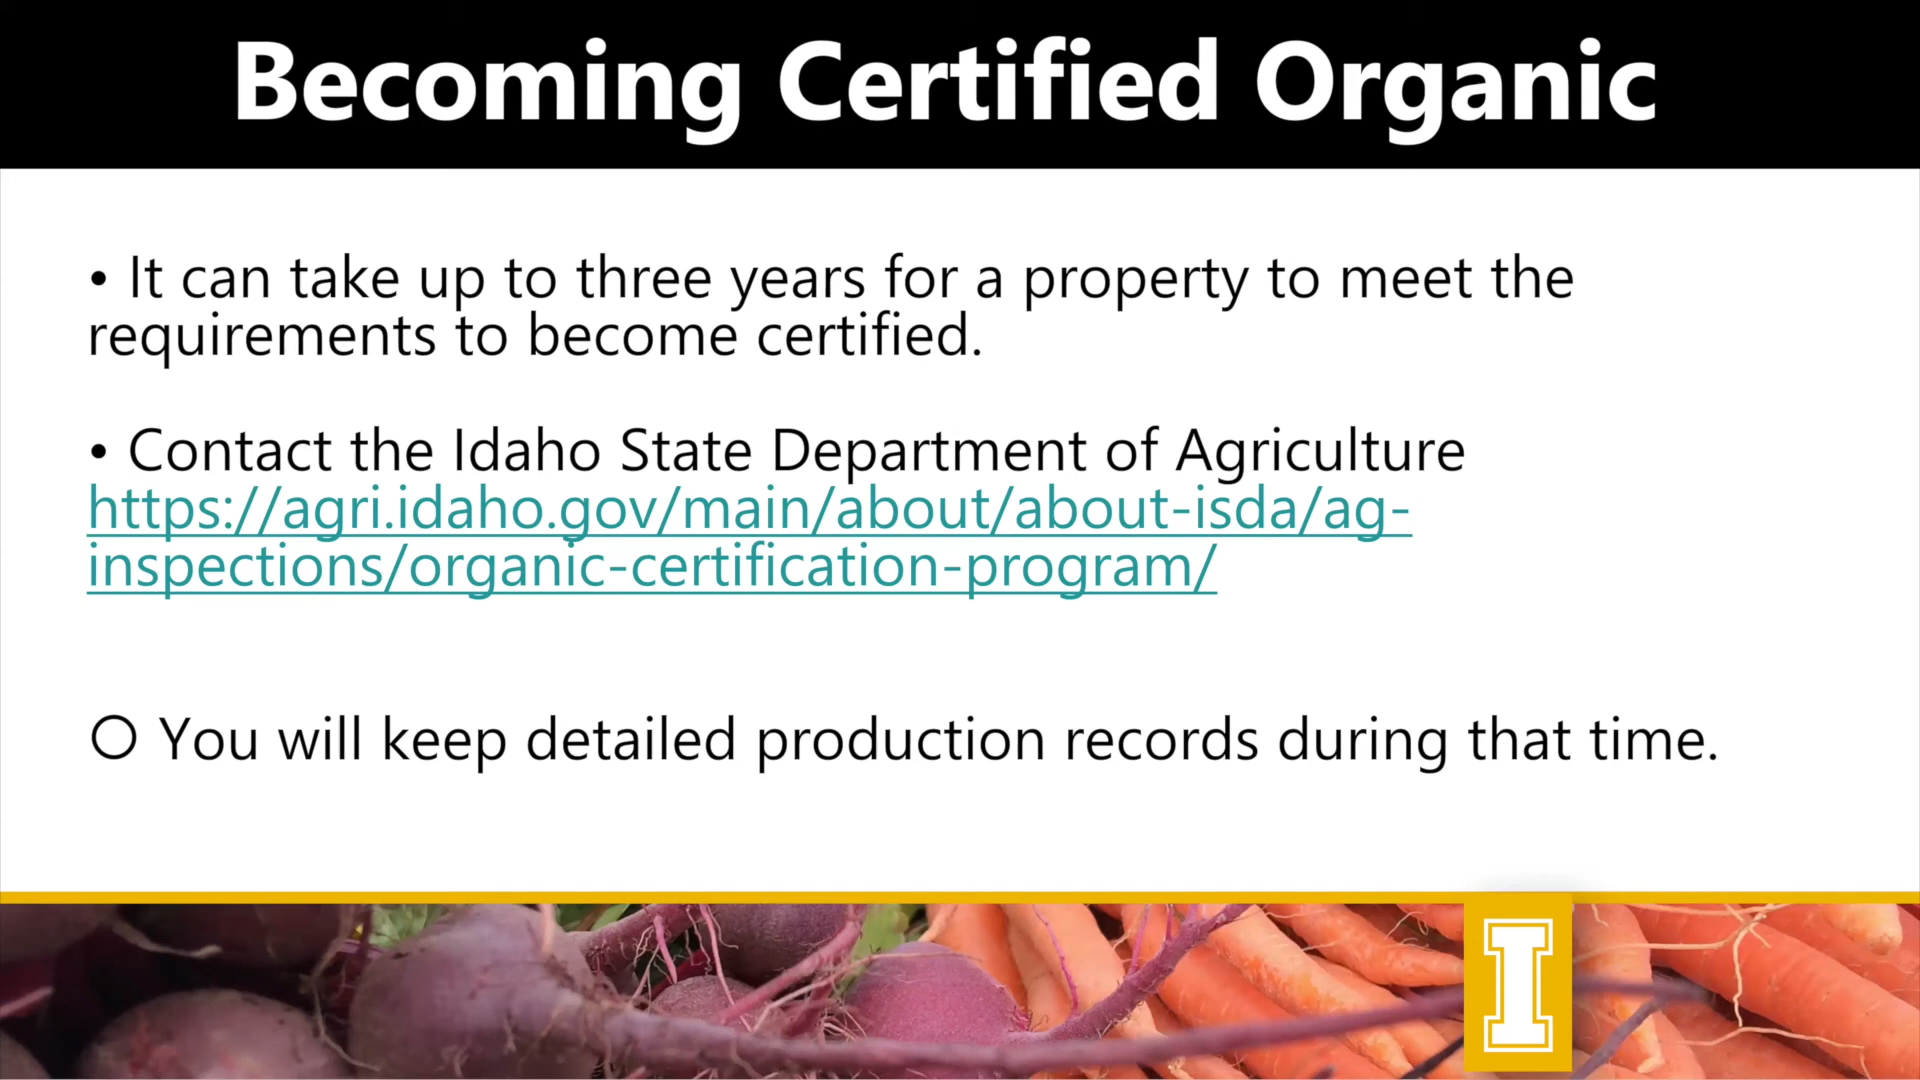 Becoming Certified Organic
• It can take up to three years for a property to meet the
requirements to become certified.
• Contact the Idaho State Department of Agriculture
https://agri.idaho.gov/main/about/about-isda/ag-
inspections/organic-certification-program/
○ You will keep detailed production records during that time.
I